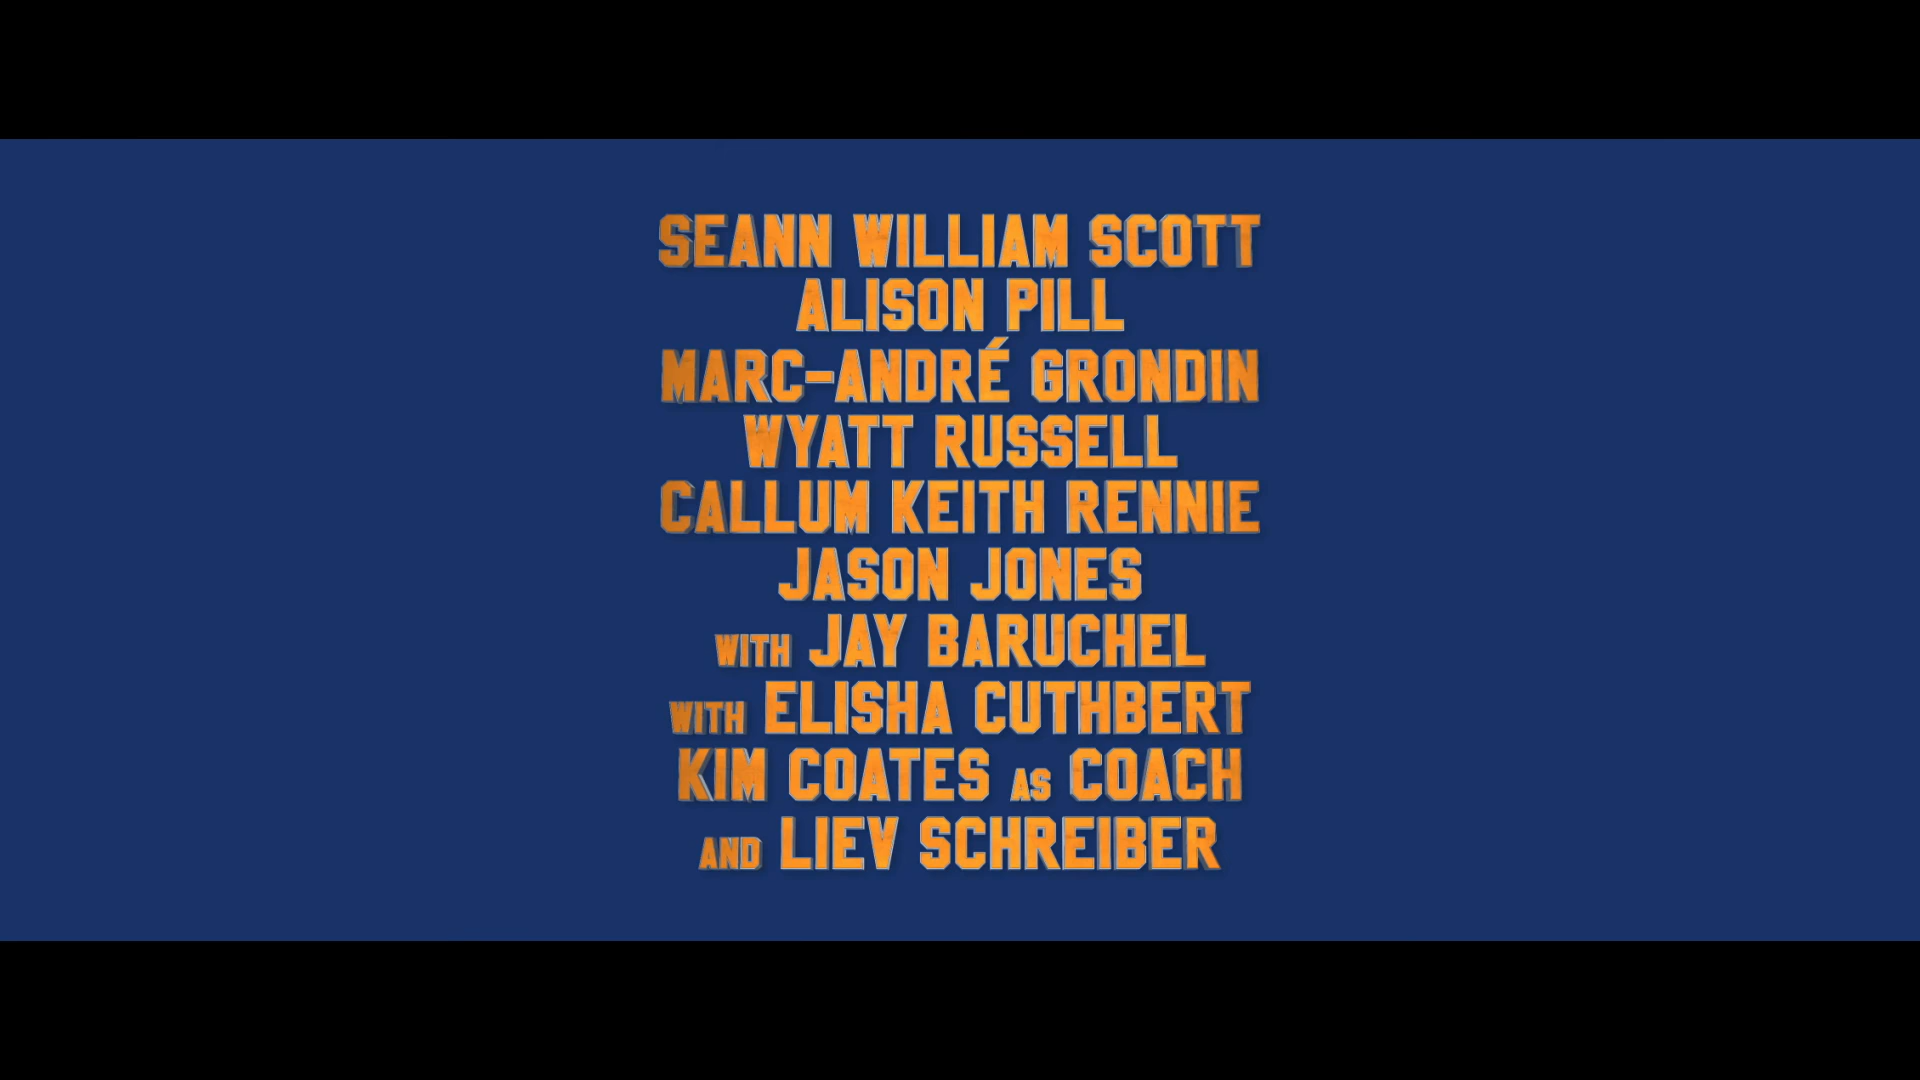 SEANN WILLIAM SCOTT
ALISON PILL
MARC-ANDRÉ GRONDIN
WYATT RUSSELL
CALLUM KEITH RENNIE
JASON JONES
WITH JAY BARUCHEL
WITH ELISHA CUTHBERT
KIM COATES AS COACH
AND LIEV SCHREIBER